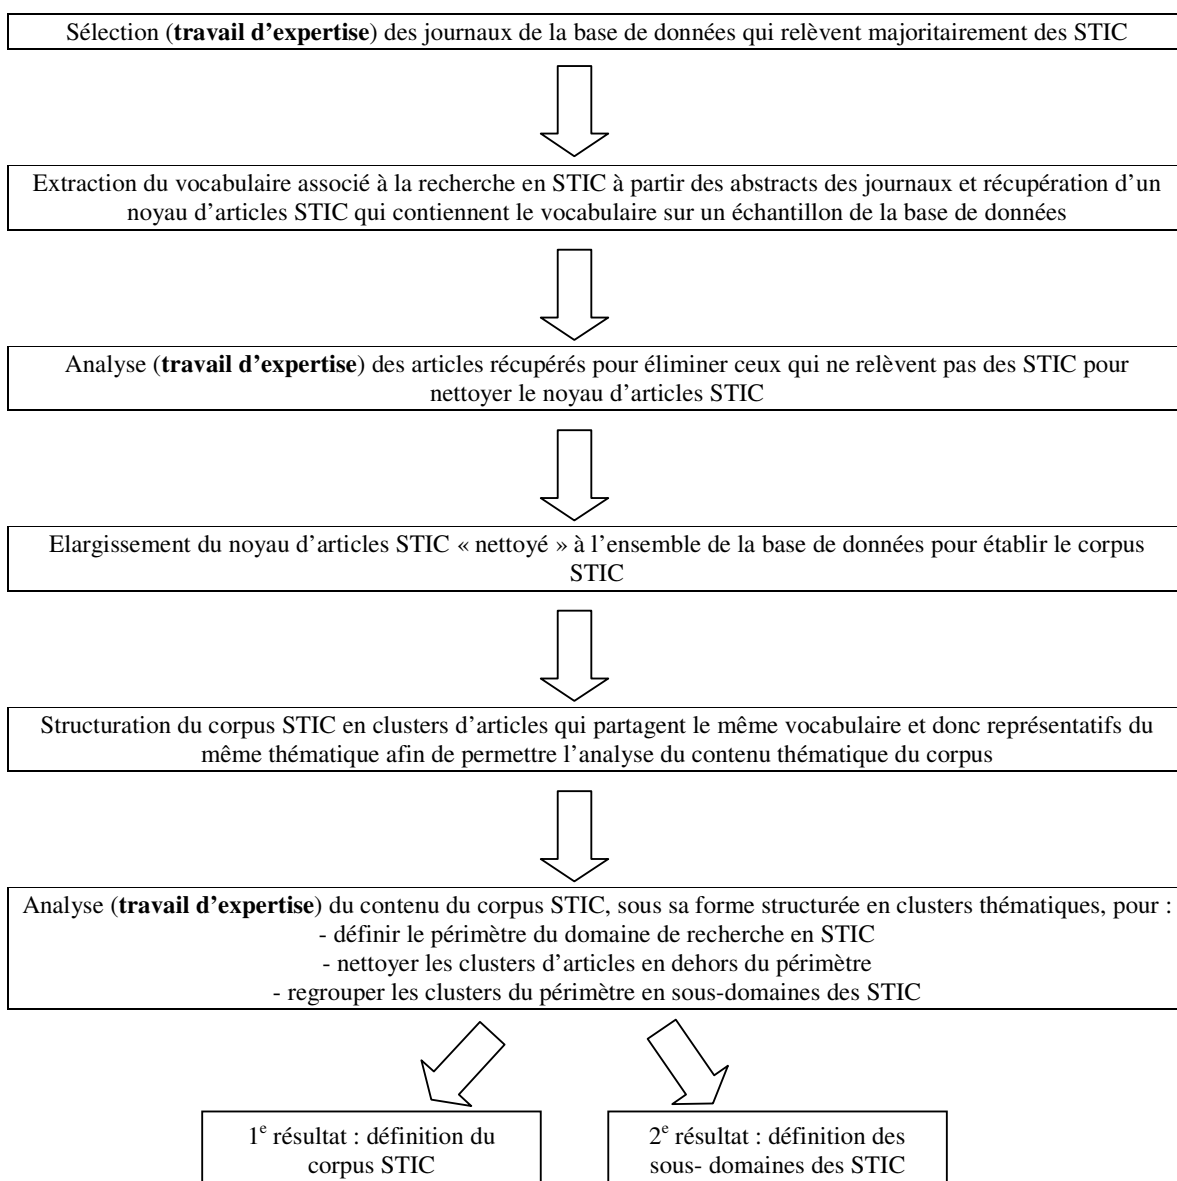 Sélection (travail d'expertise) des journaux de la base de données qui relèvent majoritairement des STIC
Extraction du vocabulaire associé à la recherche en STIC à partir des abstracts des journaux et récupération d'un
noyau d'articles STIC qui contiennent le vocabulaire sur un échantillon de la base de données
Analyse (travail d'expertise) des articles récupérés pour éliminer ceux qui ne relèvent pas des STIC pour
nettoyer le noyau d'articles STIC
Elargissement du noyau d'articles STIC « nettoyé » à l'ensemble de la base de données pour établir le corpus
STIC
Structuration du corpus STIC en clusters d'articles qui partagent le même vocabulaire et donc représentatifs du
même thématique afin de permettre l'analyse du contenu thématique du corpus
Analyse (travail d'expertise) du contenu du corpus STIC, sous sa forme structurée en clusters thématiques, pour :
- définir le périmètre du domaine de recherche en STIC
- nettoyer les clusters d'articles en dehors du périmètre
- regrouper les clusters du périmètre en sous-domaines des STIC
1e résultat : définition du
corpus STIC
2e résultat : définition des
sous- domaines des STIC